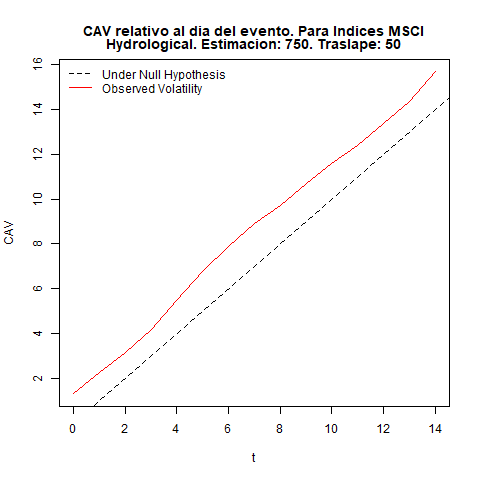 CAV relativo al dia del evento. Para Indices MSCI
Hydrological. Estimacion: 750. Traslape: 50
Under Null Hypothesis
Observed Volatility
16
14
12
10
8
6
4
2
CAV
0 2 4 6 8 10 12 14
t